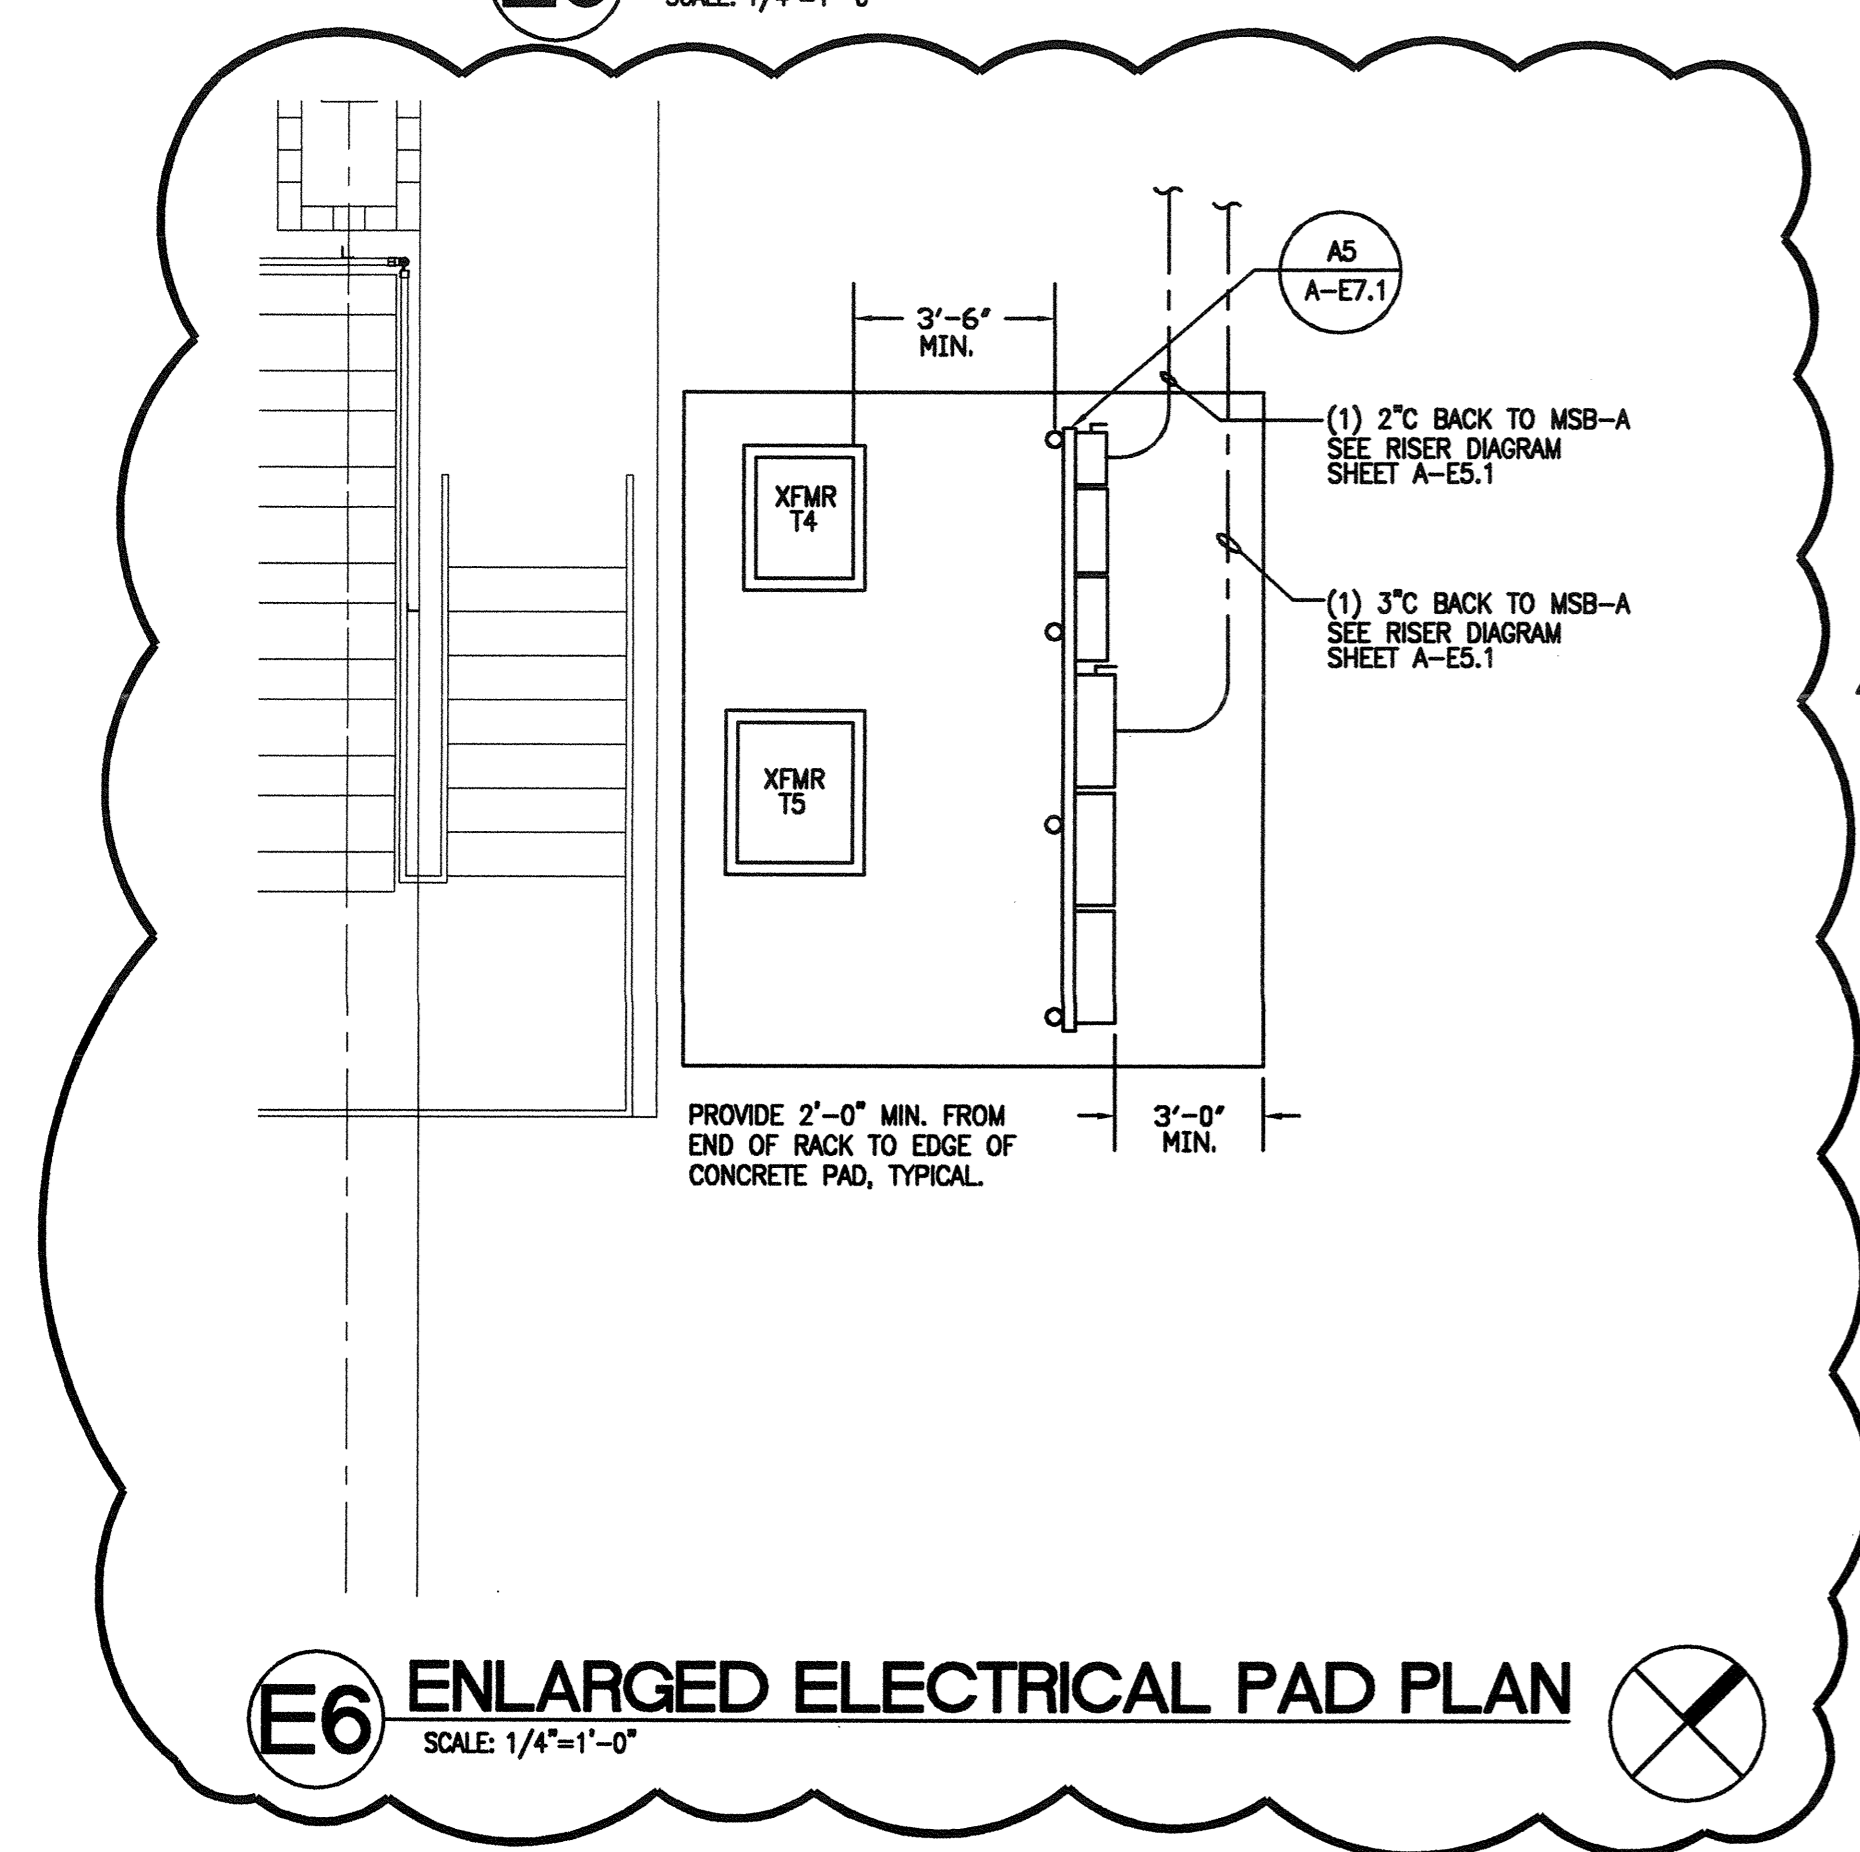 A5
A-E7.1
3'-6"
MIN.
(1) 2"C BACK TO MSB-A
SEE RISER DIAGRAM
SHEET A-E5.1
XFMR
T4
(1) 3"C BACK TO MSB-A
SEE RISER DIAGRAM
SHEET A-E5.1
XFMR
T5
PROVIDE 2'-0" MIN. FROM
END OF RACK TO EDGE OF
CONCRETE PAD, TYPICAL.
3'-0"
MIN.
E6
ENLARGED ELECTRICAL PAD PLAN
SCALE: 1/4"=1'-0"